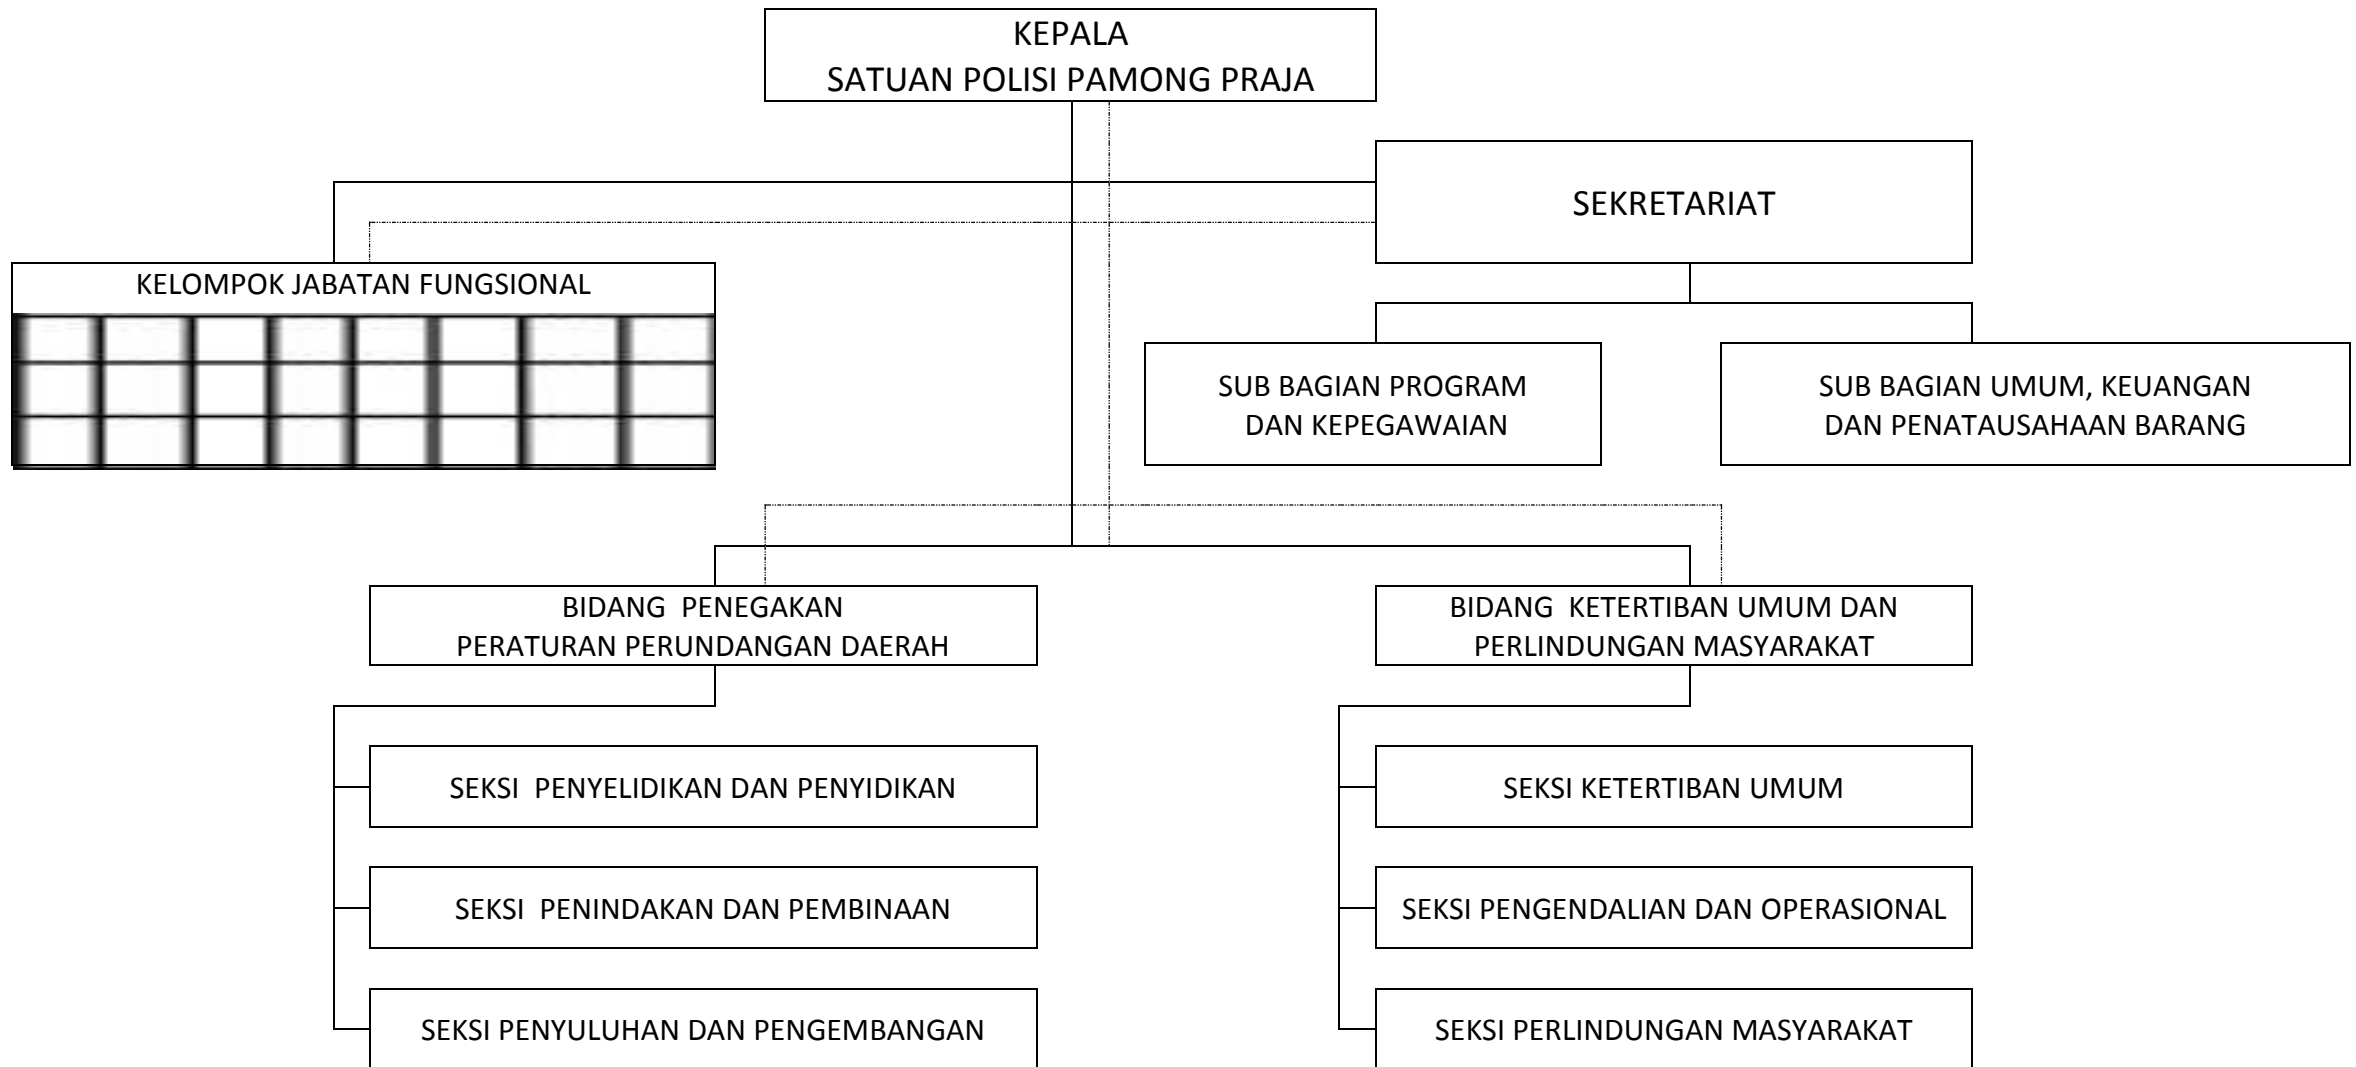 KEPALA
SATUAN POLISI PAMONG PRAJA
SEKRETARIAT
KELOMPOK JABATAN FUNGSIONAL
SUB BAGIAN PROGRAM
DAN KEPEGAWAIAN
SUB BAGIAN UMUM, KEUANGAN
DAN PENATAUSAHAAN BARANG
BIDANG  PENEGAKAN
PERATURAN PERUNDANGAN DAERAH
BIDANG  KETERTIBAN UMUM DAN
PERLINDUNGAN MASYARAKAT
SEKSI  PENYELIDIKAN DAN PENYIDIKAN
SEKSI  PENINDAKAN DAN PEMBINAAN
SEKSI PENYULUHAN DAN PENGEMBANGAN
SEKSI KETERTIBAN UMUM
SEKSI PENGENDALIAN DAN OPERASIONAL
SEKSI PERLINDUNGAN MASYARAKAT